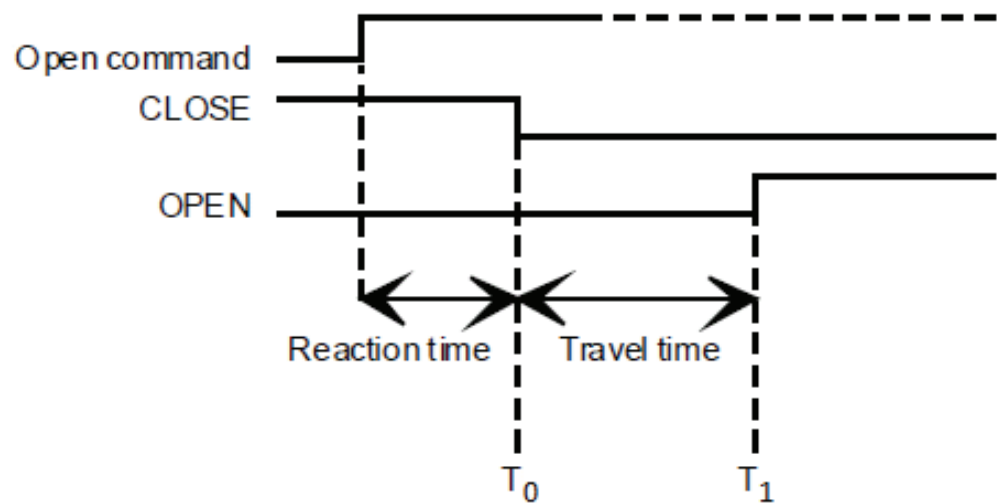 Open command
CLOSE
OPEN
Reaction time
Travel time
T0
T1